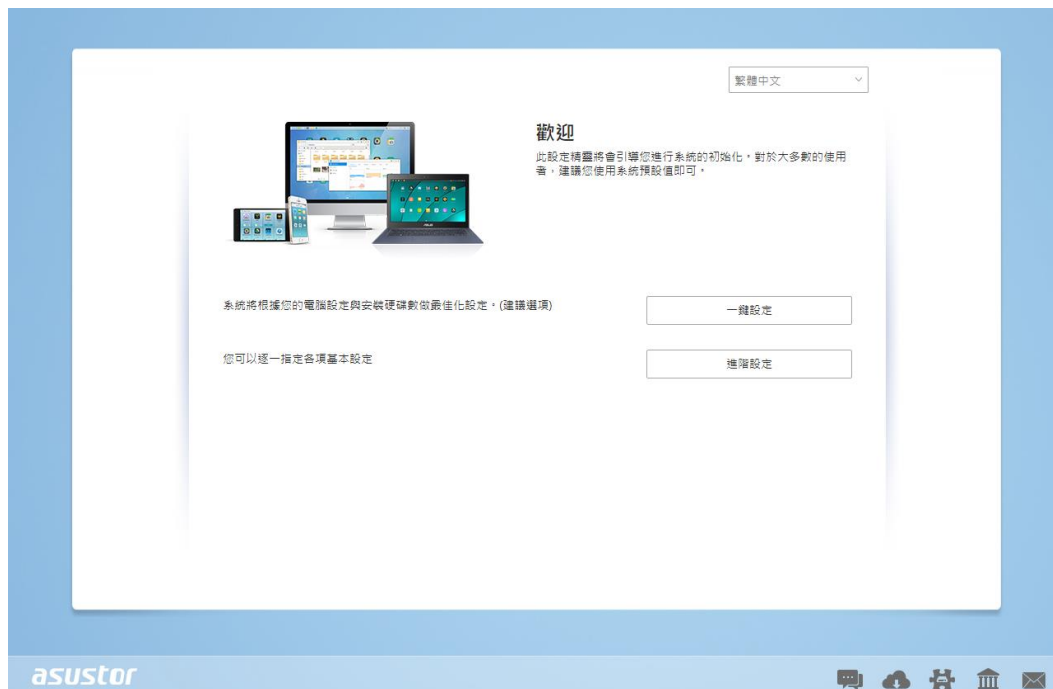 繁體中文
歡迎
此設定精靈將會引導您進行系統的初始化。對於大多數的使用
者，建議您使用系統預設值即可。
系統將根據您的電腦設定與安裝硬碟數做最佳化設定。(建議選項)
一鍵設定
您可以逐一指定各項基本設定
進階設定
asustor